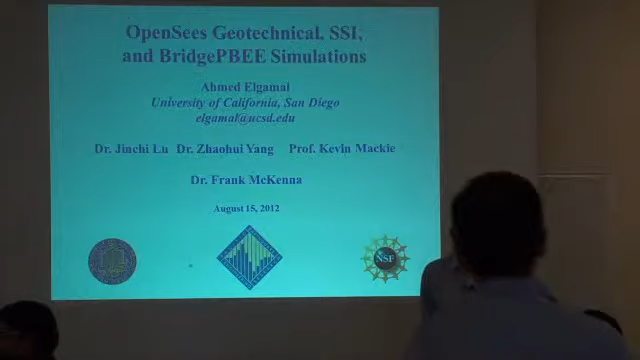 OpenSees Geotechnical, SSI,
and BridgePBEE Simulations
Ahmed Elgamal
University of California, San Diego
elgamal@ucsd.edu
Dr. Jinchi Lu Dr. Zhaohui Yang Prof. Kevin Mackie
Dr. Frank McKenna
August 15, 2012
NSF